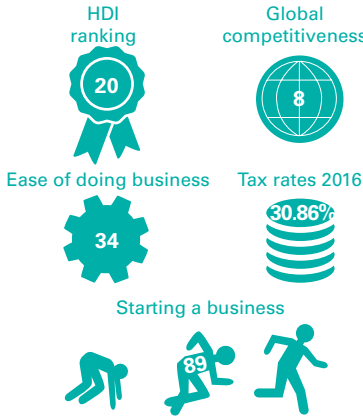 HDI
ranking
20
Global
competitiveness
8
Ease of doing business
34
Tax rates 2016
30.86%
Starting a business
89